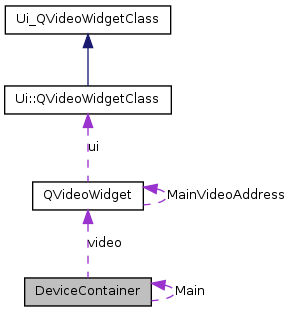 Ui_QVideoWidgetClass
Ui::QVideoWidgetClass
ui
QVideoWidget
MainVideoAddress
video
DeviceContainer
Main